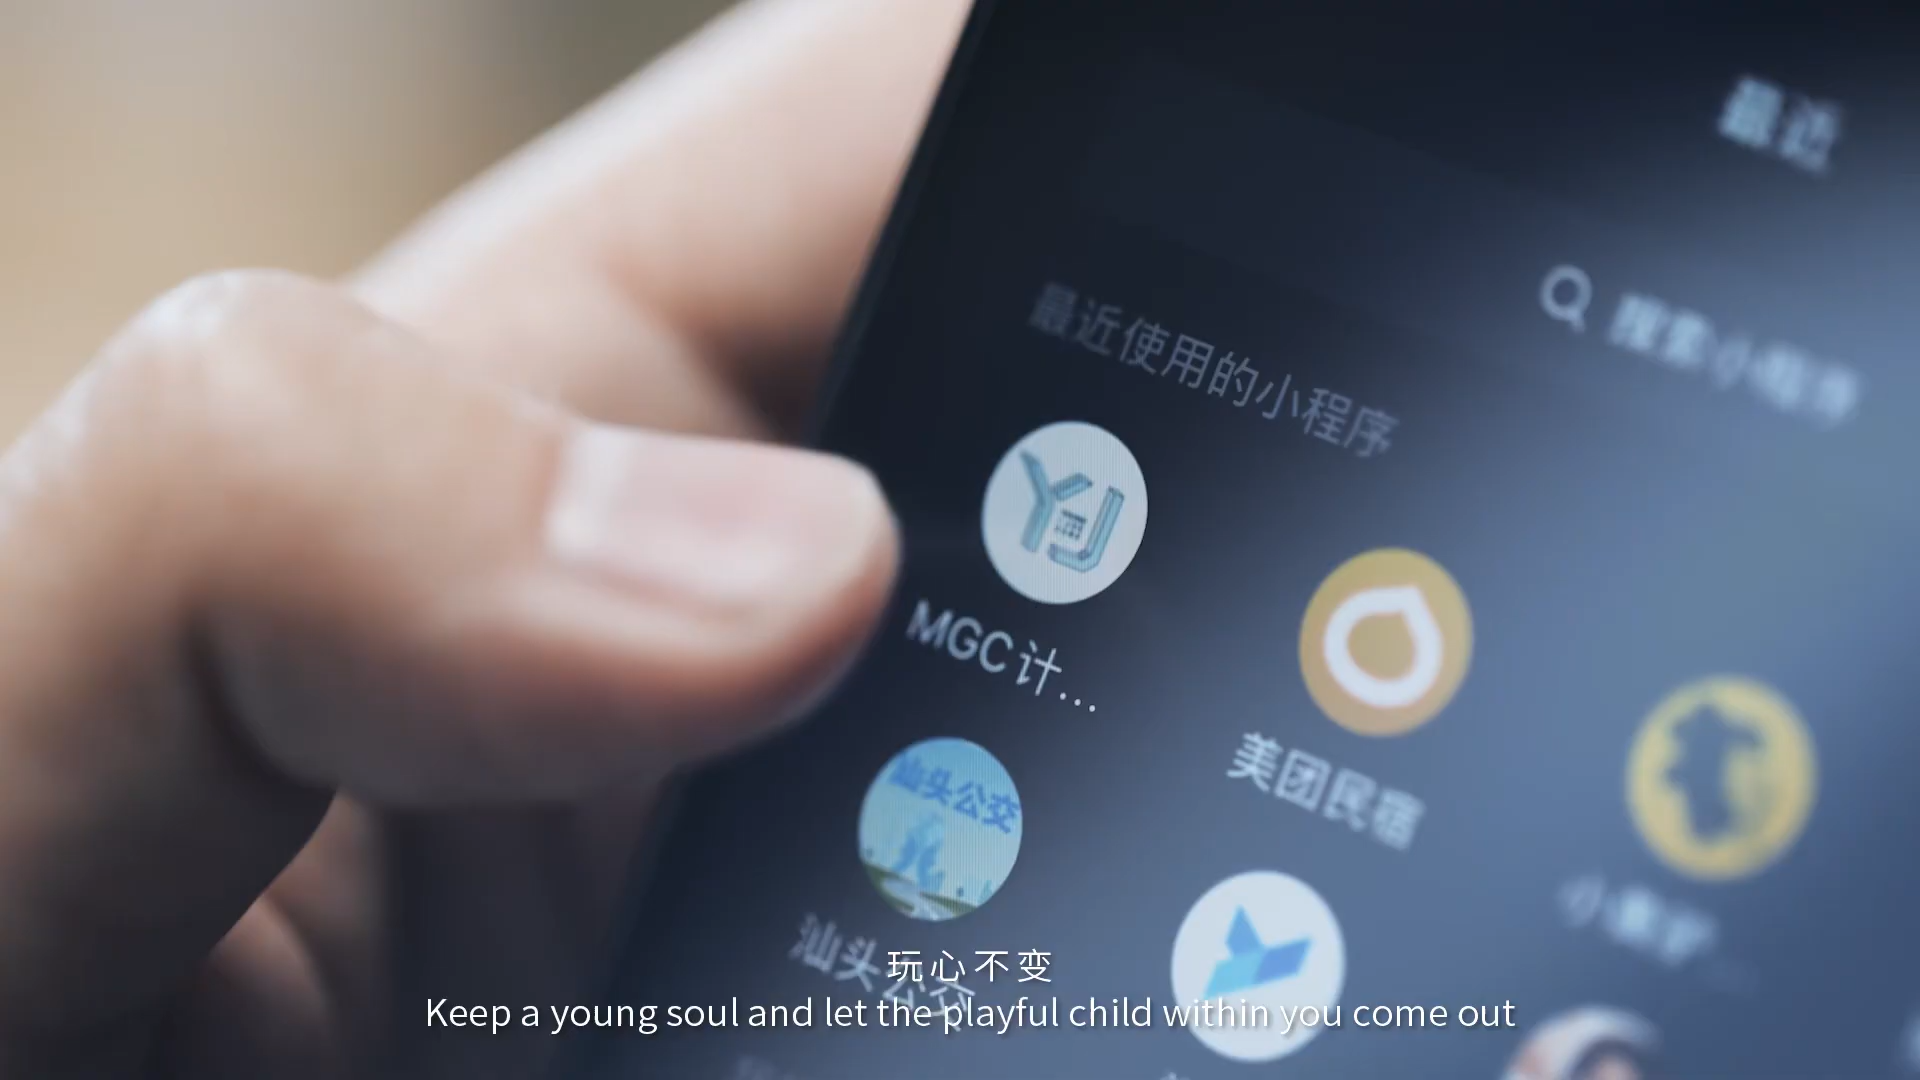 最近
搜索小程序
最近使用的小程序
YJ
MGC计...
美团民宿
汕头公交
汕头公交
玩心不变
Keep a young soul and let the playful child within you come out